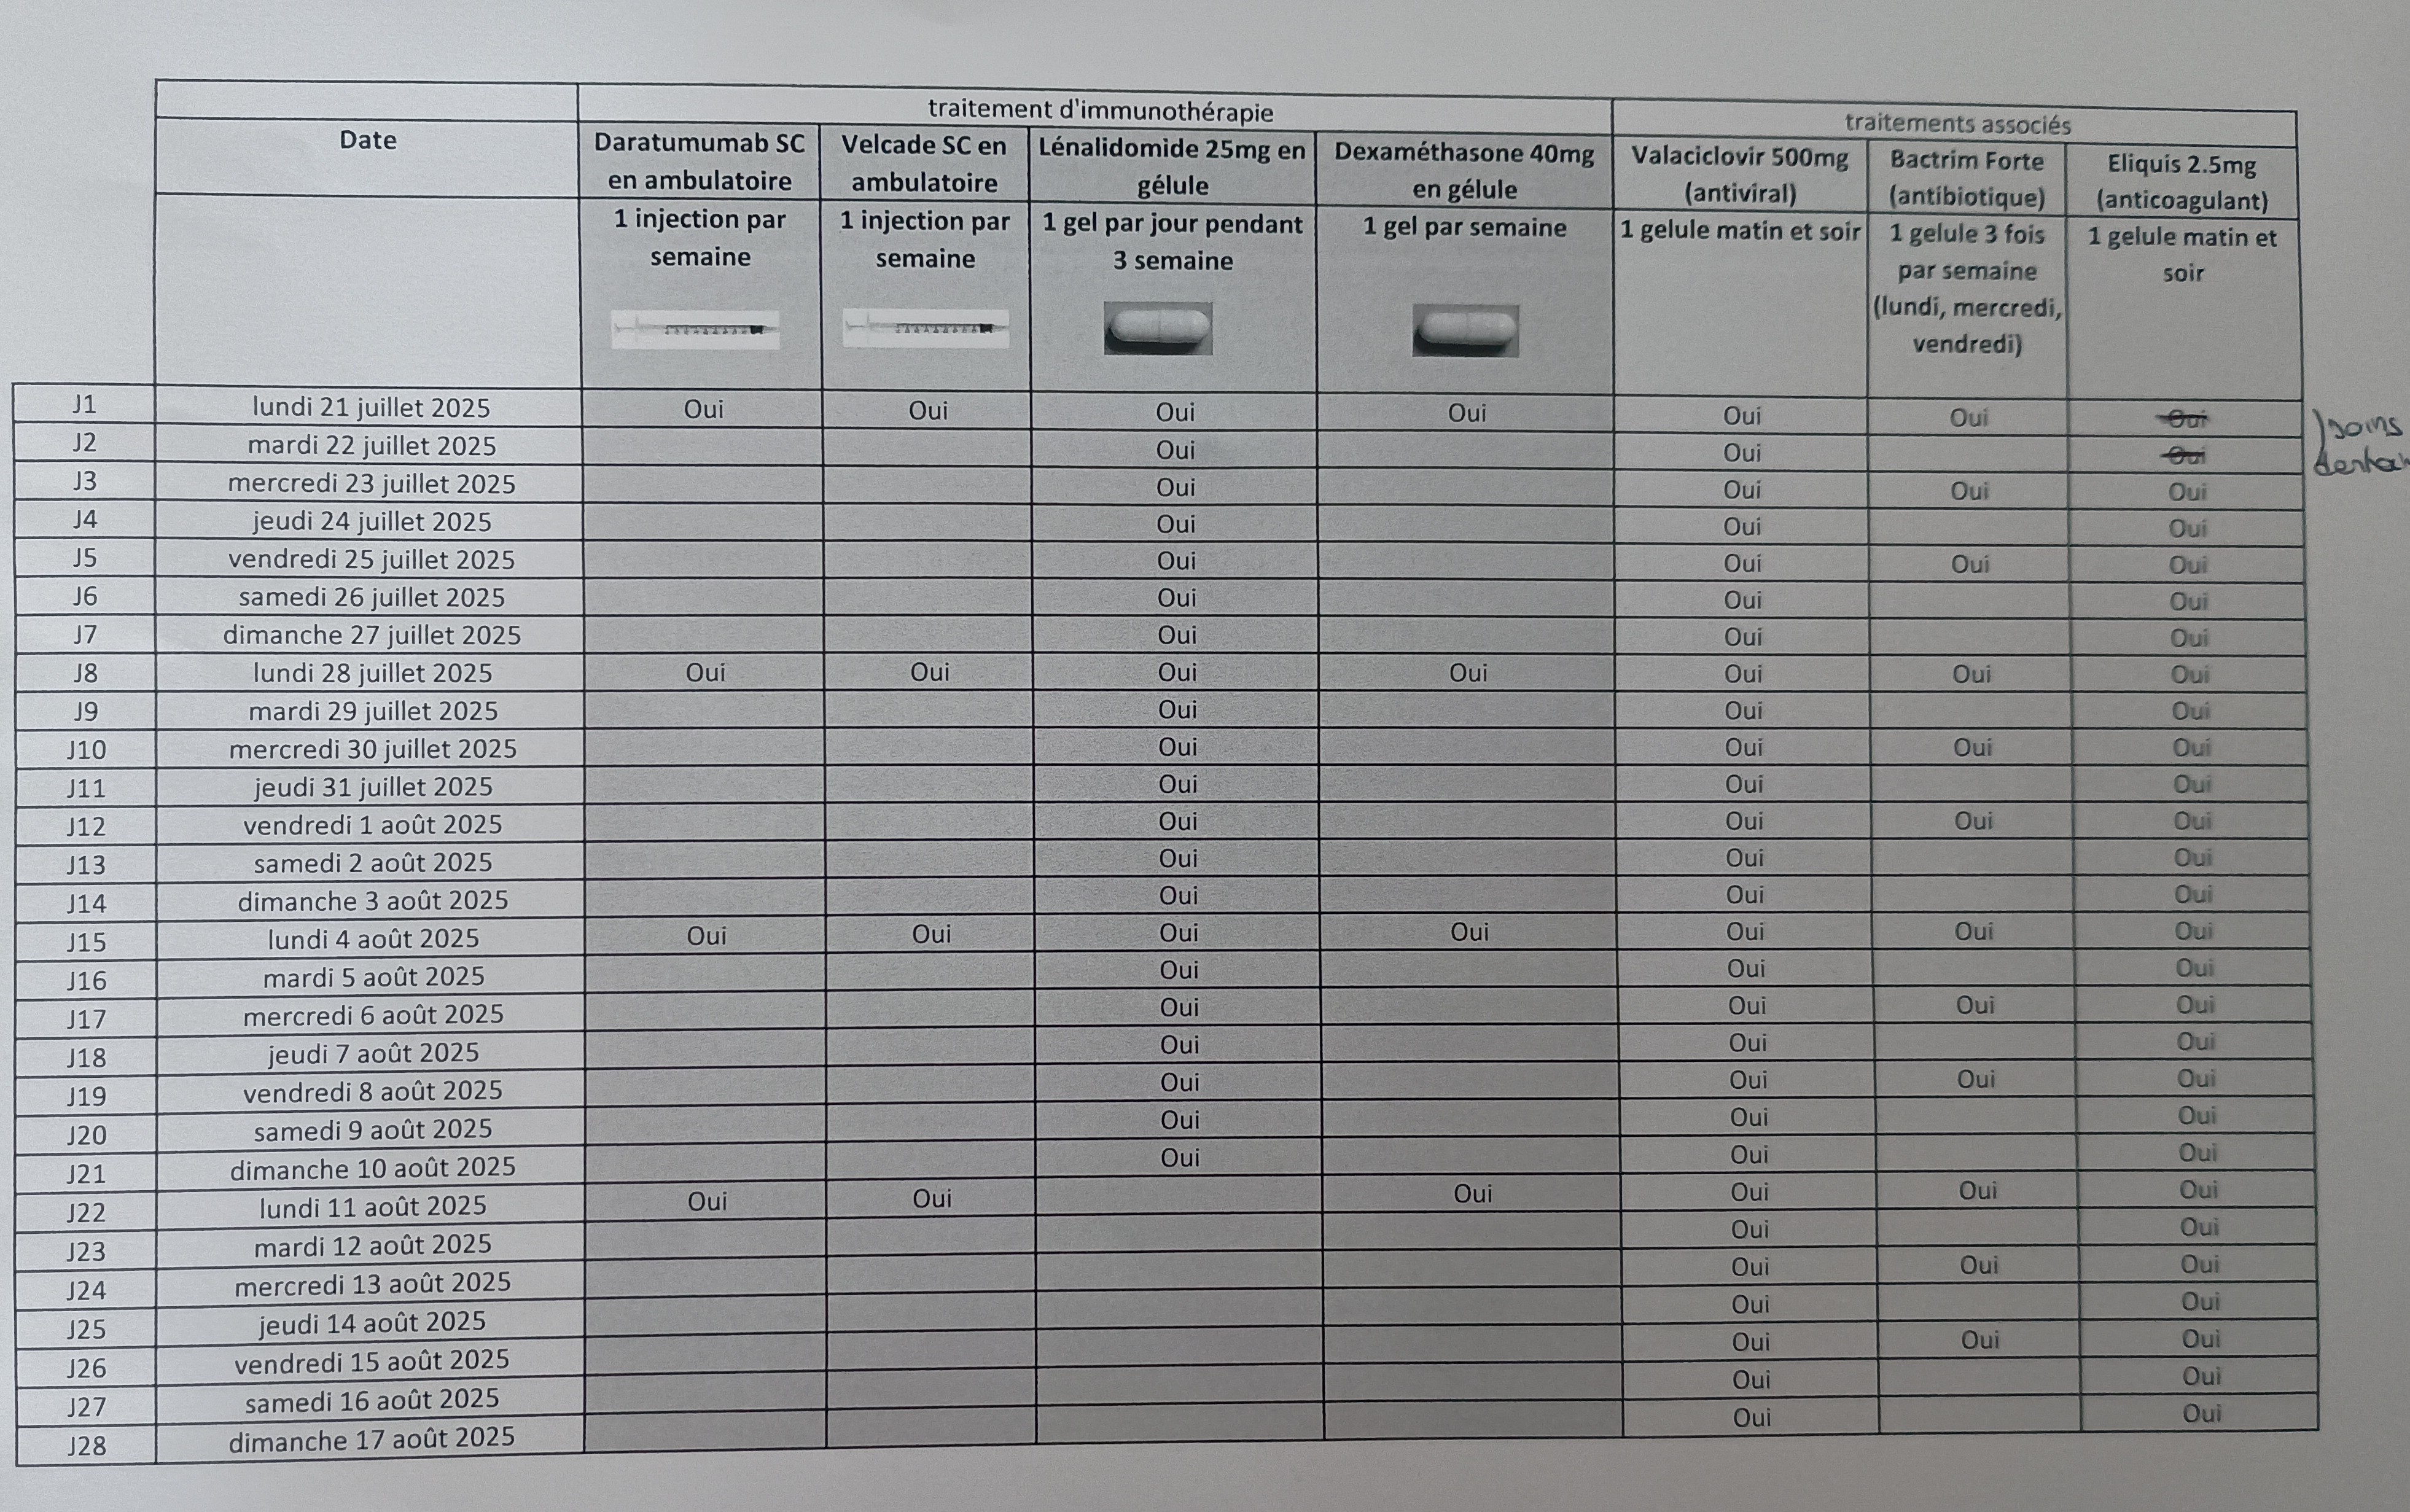 traitement d'immunothérapie
traitements associés
Date
Daratumumab SC en ambulatoire
Velcade SC en ambulatoire
Lénalidomide 25mg en gélule
Dexaméthasone 40mg en gélule
Valaciclovir 500mg (antiviral)
Bactrim Forte (antibiotique)
Eliquis 2.5mg (anticoagulant)
1 injection par semaine
1 injection par semaine
1 gel par jour pendant 3 semaine
1 gel par semaine
1 gelule matin et soir
1 gelule 3 fois par semaine (lundi, mercredi, vendredi)
1 gelule matin et soir
J1 lundi 21 juillet 2025 Oui Oui Oui Oui Oui Oui Oui
soins
J2 mardi 22 juillet 2025 Oui Oui Oui
J3 mercredi 23 juillet 2025 Oui Oui Oui Oui
J4 jeudi 24 juillet 2025 Oui Oui Oui
J5 vendredi 25 juillet 2025 Oui Oui Oui Oui
J6 samedi 26 juillet 2025 Oui Oui Oui
J7 dimanche 27 juillet 2025 Oui Oui Oui
J8 lundi 28 juillet 2025 Oui Oui Oui Oui Oui Oui Oui
J9 mardi 29 juillet 2025 Oui Oui Oui
J10 mercredi 30 juillet 2025 Oui Oui Oui Oui
J11 jeudi 31 juillet 2025 Oui Oui Oui
J12 vendredi 1 août 2025 Oui Oui Oui Oui
J13 samedi 2 août 2025 Oui Oui Oui
J14 dimanche 3 août 2025 Oui Oui Oui
J15 lundi 4 août 2025 Oui Oui Oui Oui Oui Oui Oui
J16 mardi 5 août 2025 Oui Oui Oui
J17 mercredi 6 août 2025 Oui Oui Oui Oui
J18 jeudi 7 août 2025 Oui Oui Oui
J19 vendredi 8 août 2025 Oui Oui Oui Oui
J20 samedi 9 août 2025 Oui Oui Oui
J21 dimanche 10 août 2025 Oui Oui Oui
J22 lundi 11 août 2025 Oui Oui Oui Oui Oui Oui
J23 mardi 12 août 2025 Oui Oui
J24 mercredi 13 août 2025 Oui Oui Oui
J25 jeudi 14 août 2025 Oui Oui
J26 vendredi 15 août 2025 Oui Oui Oui
J27 samedi 16 août 2025 Oui Oui
J28 dimanche 17 août 2025 Oui Oui